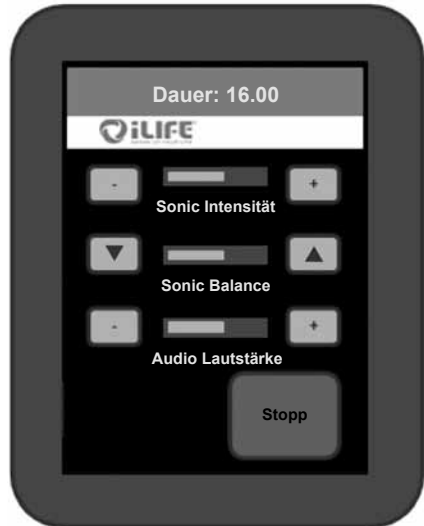 Dauer: 16.00
iLIFE
- +
Sonic Intensität
▼ ▲
Sonic Balance
- +
Audio Lautstärke
Stopp